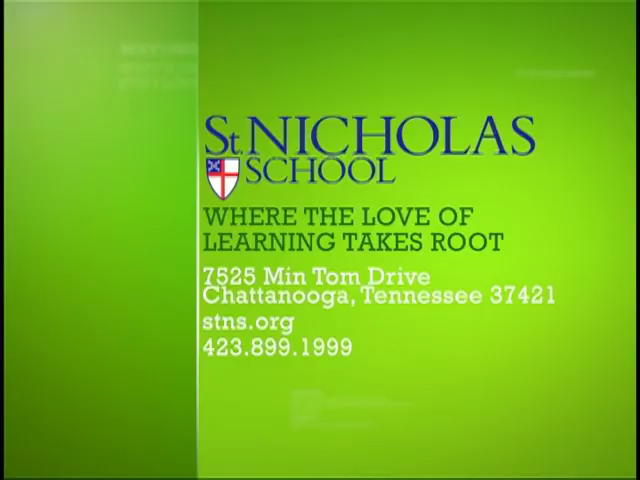 St. NICHOLAS
SCHOOL
WHERE THE LOVE OF
LEARNING TAKES ROOT
7525 Min Tom Drive
Chattanooga, Tennessee 37421
stns.org
423.899.1999